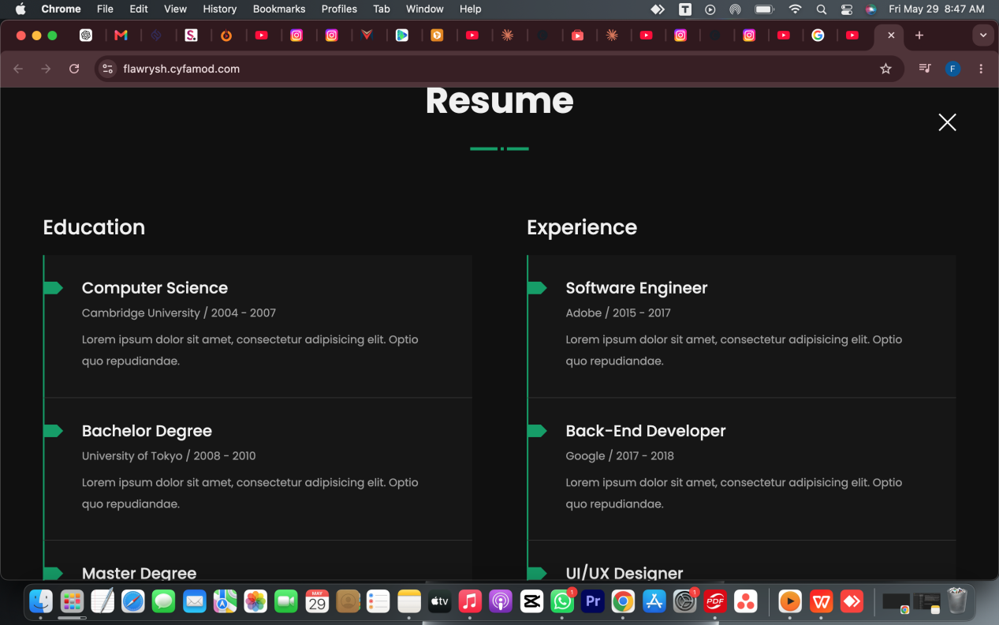 Chrome File Edit View History Bookmarks Profiles Tab Window Help Fri May 29 8:47 AM
flawrysh.cyfamod.com
Resume
Education
Computer Science
Cambridge University / 2004 - 2007
Lorem ipsum dolor sit amet, consectetur adipisicing elit. Optio
quo repudiandae.
Bachelor Degree
University of Tokyo / 2008 - 2010
Lorem ipsum dolor sit amet, consectetur adipisicing elit. Optio
quo repudiandae.
Master Degree
Experience
Software Engineer
Adobe / 2015 - 2017
Lorem ipsum dolor sit amet, consectetur adipisicing elit. Optio
quo repudiandae.
Back-End Developer
Google / 2017 - 2018
Lorem ipsum dolor sit amet, consectetur adipisicing elit. Optio
quo repudiandae.
UI/UX Designer
MAY
29
tv
1
Pr
1
PDF